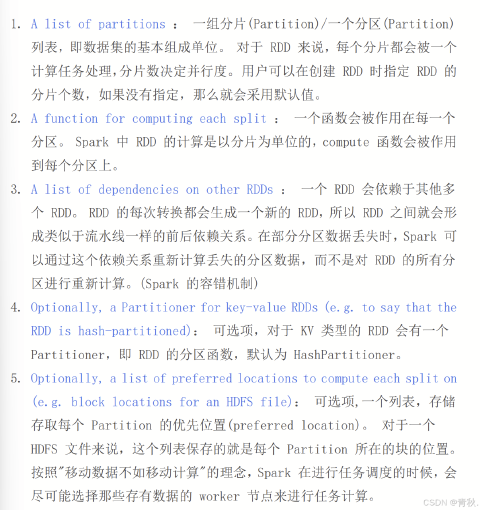 1. A list of partitions ： 一组分片(Partition)/一个分区(Partition)
列表，即数据集的基本组成单位。 对于 RDD 来说，每个分片都会被一个
计算任务处理，分片数决定并行度。用户可以在创建 RDD 时指定 RDD 的
分片个数，如果没有指定，那么就会采用默认值。
2. A function for computing each split ： 一个函数会被作用在每一个
分区。 Spark 中 RDD 的计算是以分片为单位的，compute 函数会被作用
到每个分区上。
3. A list of dependencies on other RDDs ： 一个 RDD 会依赖于其他多
个 RDD。 RDD 的每次转换都会生成一个新的 RDD，所以 RDD 之间就会形
成类似于流水线一样的前后依赖关系。在部分分区数据丢失时，Spark 可
以通过这个依赖关系重新计算丢失的分区数据，而不是对 RDD 的所有分
区进行重新计算。(Spark 的容错机制)
4. Optionally, a Partitioner for key-value RDDs (e.g. to say that the
RDD is hash-partitioned)： 可选项，对于 KV 类型的 RDD 会有一个
Partitioner，即 RDD 的分区函数，默认为 HashPartitioner。
5. Optionally, a list of preferred locations to compute each split on
(e.g. block locations for an HDFS file)： 可选项,一个列表，存储
存取每个 Partition 的优先位置(preferred location)。 对于一个
HDFS 文件来说，这个列表保存的就是每个 Partition 所在的块的位置。
按照"移动数据不如移动计算"的理念，Spark 在进行任务调度的时候，会
尽可能选择那些存有数据的 worker 节点来进行任务计算。
CSDN @青秋.